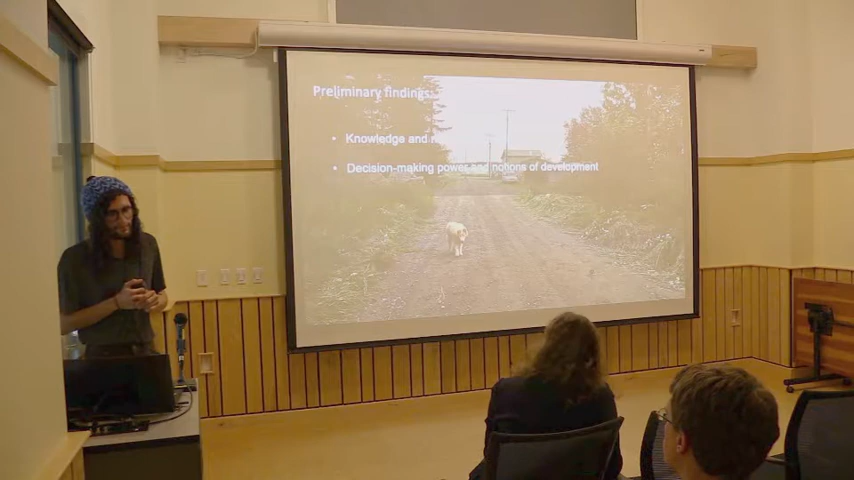 Preliminary findings:
• Knowledge and
• Decision-making power and notions of development